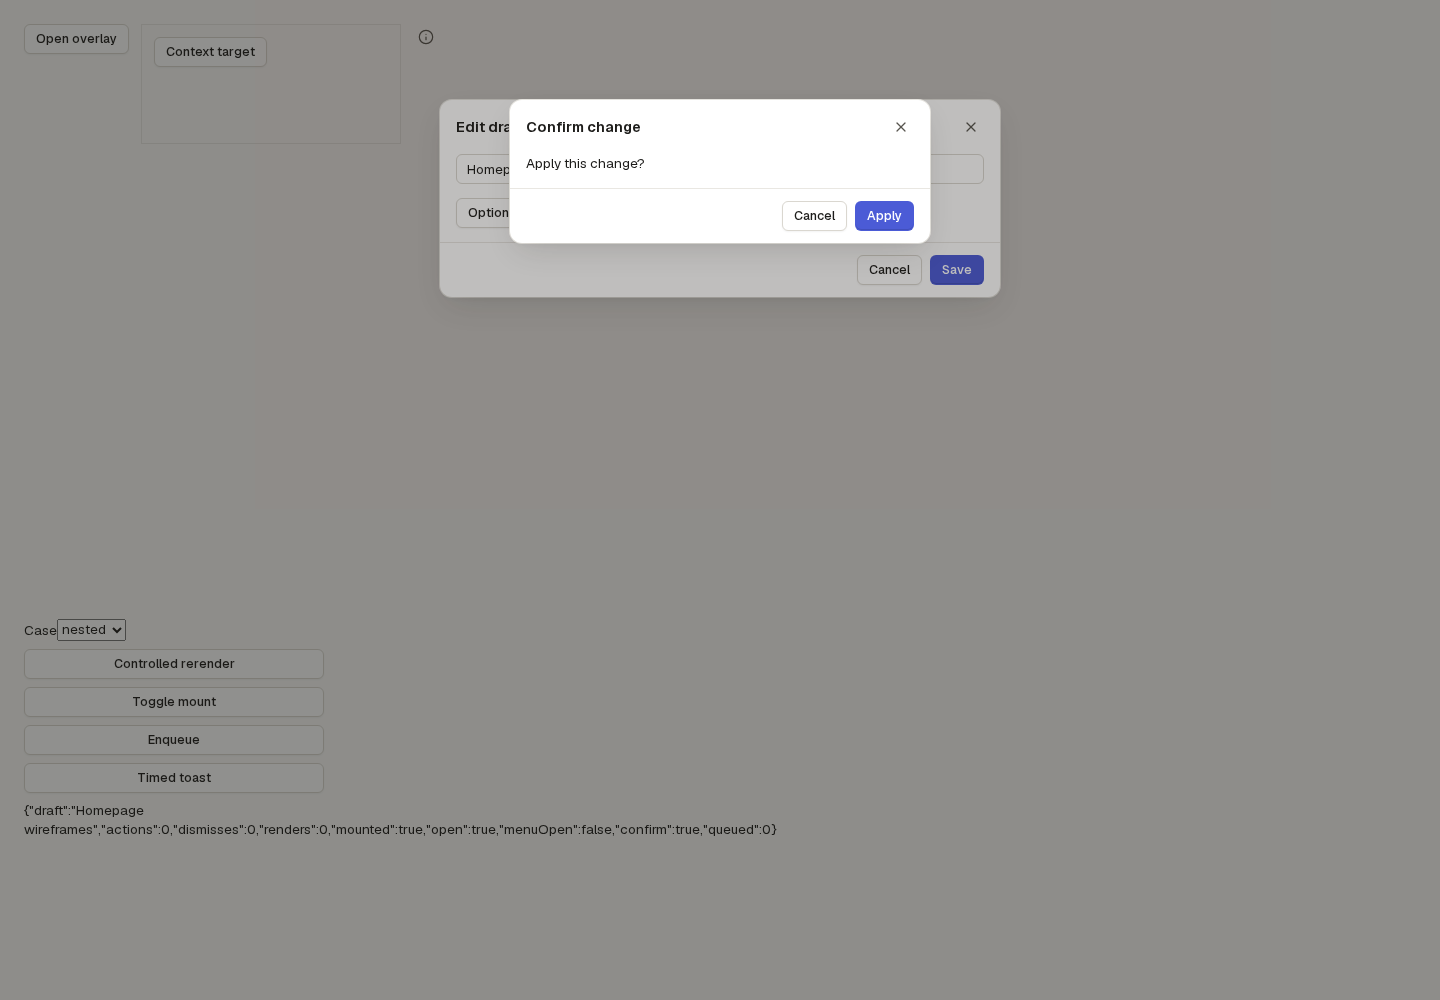 Open overlay
Context target
Edit dra
Confirm change
Homep
Apply this change?
Option
Cancel
Apply
Cancel
Save
Case
nested
Controlled rerender
Toggle mount
Enqueue
Timed toast
{"draft":"Homepage
wireframes","actions":0,"dismisses":0,"renders":0,"mounted":true,"open":true,"menuOpen":false,"confirm":true,"queued":0}